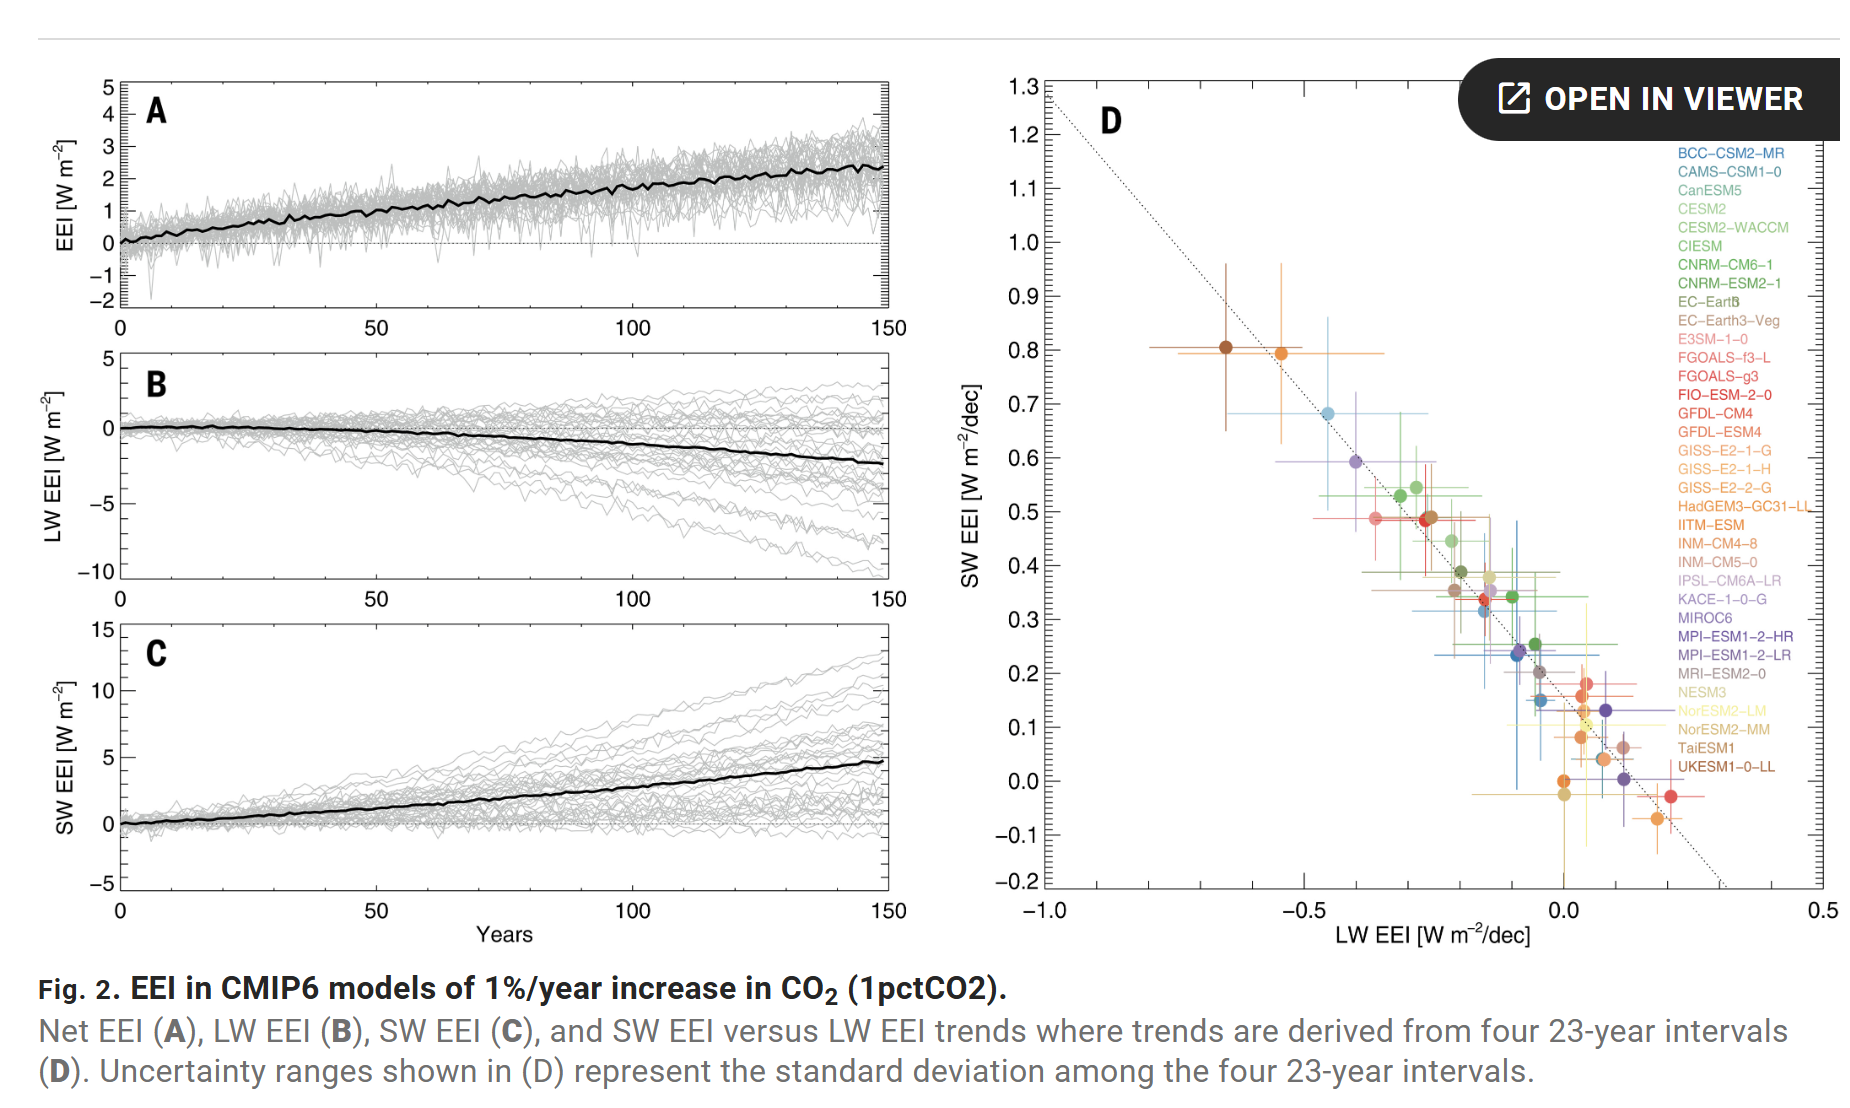 A
5
4
3
2
1
0
−1
−2
EEI [W m−2]
0 50 100 150
B
5
0
−5
−10
LW EEI [W m−2]
0 50 100 150
C
15
10
5
0
−5
SW EEI [W m−2]
0 50 100 150
Years
D
1.3
1.2
1.1
1.0
0.9
0.8
0.7
0.6
0.5
0.4
0.3
0.2
0.1
0.0
−0.1
−0.2
SW EEI [W m−2/dec]
−1.0 −0.5 0.0 0.5
LW EEI [W m−2/dec]
OPEN IN VIEWER
BCC−CSM2−MR
CAMS−CSM1−0
CanESM5
CESM2
CESM2−WACCM
CIESM
CNRM−CM6−1
CNRM−ESM2−1
EC−Earth3
EC−Earth3−Veg
E3SM−1−0
FGOALS−f3−L
FGOALS−g3
FIO−ESM−2−0
GFDL−CM4
GFDL−ESM4
GISS−E2−1−G
GISS−E2−1−H
GISS−E2−2−G
HadGEM3−GC31−LL
IITM−ESM
INM−CM4−8
INM−CM5−0
IPSL−CM6A−LR
KACE−1−0−G
MIROC6
MPI−ESM1−2−HR
MPI−ESM1−2−LR
MRI−ESM2−0
NESM3
NorESM2−LM
NorESM2−MM
TaiESM1
UKESM1−0−LL
Fig. 2. EEI in CMIP6 models of 1%/year increase in CO2 (1pctCO2).
Net EEI (A), LW EEI (B), SW EEI (C), and SW EEI versus LW EEI trends where trends are derived from four 23-year intervals
(D). Uncertainty ranges shown in (D) represent the standard deviation among the four 23-year intervals.